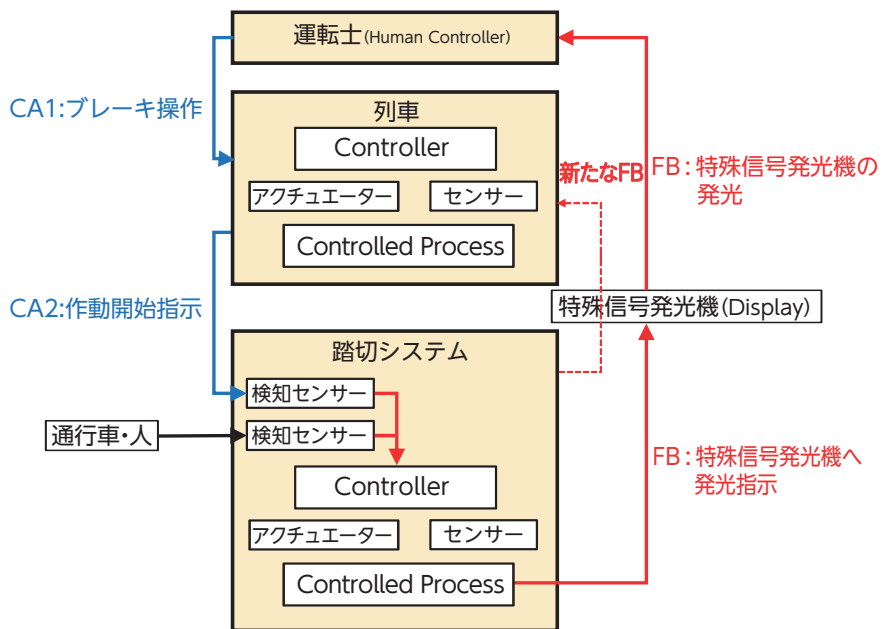 運転士(Human Controller)
CA1:ブレーキ操作
列車
Controller
アクチュエーター
センサー
Controlled Process
新たなFB
FB:特殊信号発光機の
発光
CA2:作動開始指示
特殊信号発光機(Display)
踏切システム
検知センサー
通行車・人
検知センサー
Controller
アクチュエーター
センサー
Controlled Process
FB:特殊信号発光機へ
発光指示